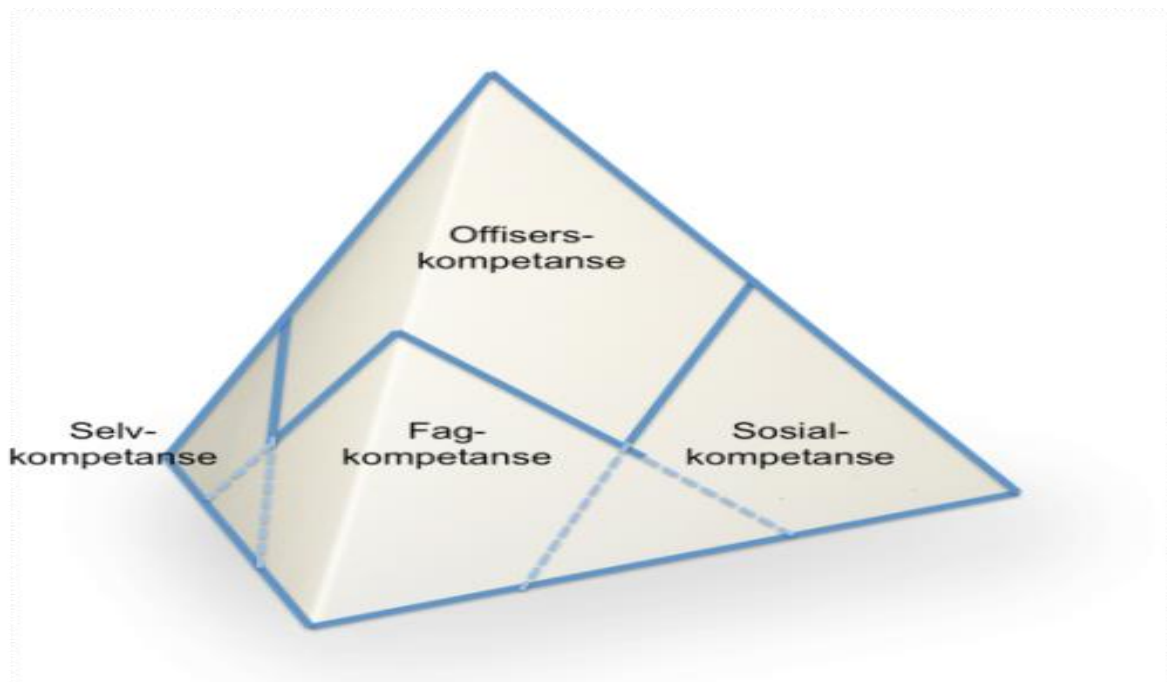 Offisers-
kompetanse
Selv-
kompetanse
Fag-
kompetanse
Sosial-
kompetanse